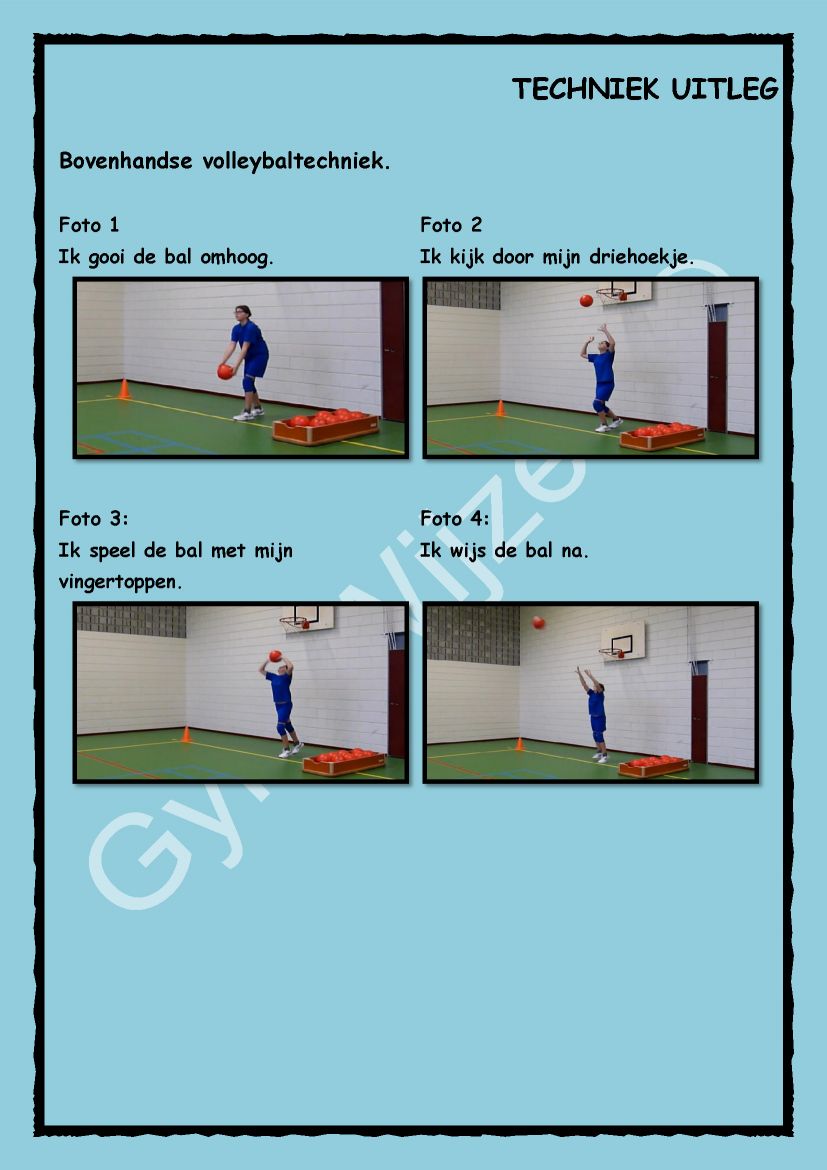 TECHNIEK UITLEG
Bovenhandse volleybaltechniek.
Foto 1
Ik gooi de bal omhoog.
Foto 2
Ik kijk door mijn driehoekje.
Foto 3:
Ik speel de bal met mijn
vingertoppen.
Foto 4:
Ik wijs de bal na.